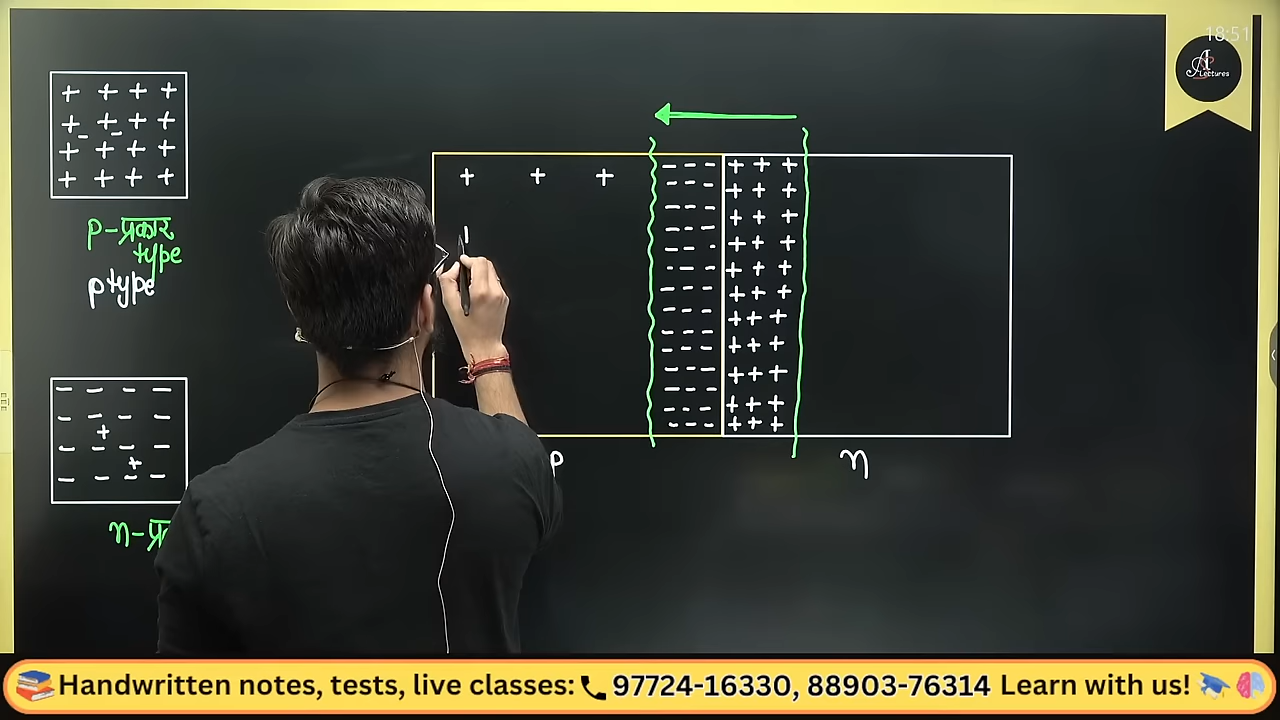 18:51
A
Lectures
+ + + +
+ + + +
- -
+ + + +
+ + + +
p-प्रकार
type
p type
- - - -
- - - -
+
- - - -
+
- - - -
n-प्र
+ + +
- - - + + +
- - - + + +
- - - + + +
- - - + + +
- - - + + +
- - - + + +
- - - + + +
- - - + + +
- - - + + +
- - - + + +
- - - + + +
p
n
Handwritten notes, tests, live classes: 97724-16330, 88903-76314 Learn with us!